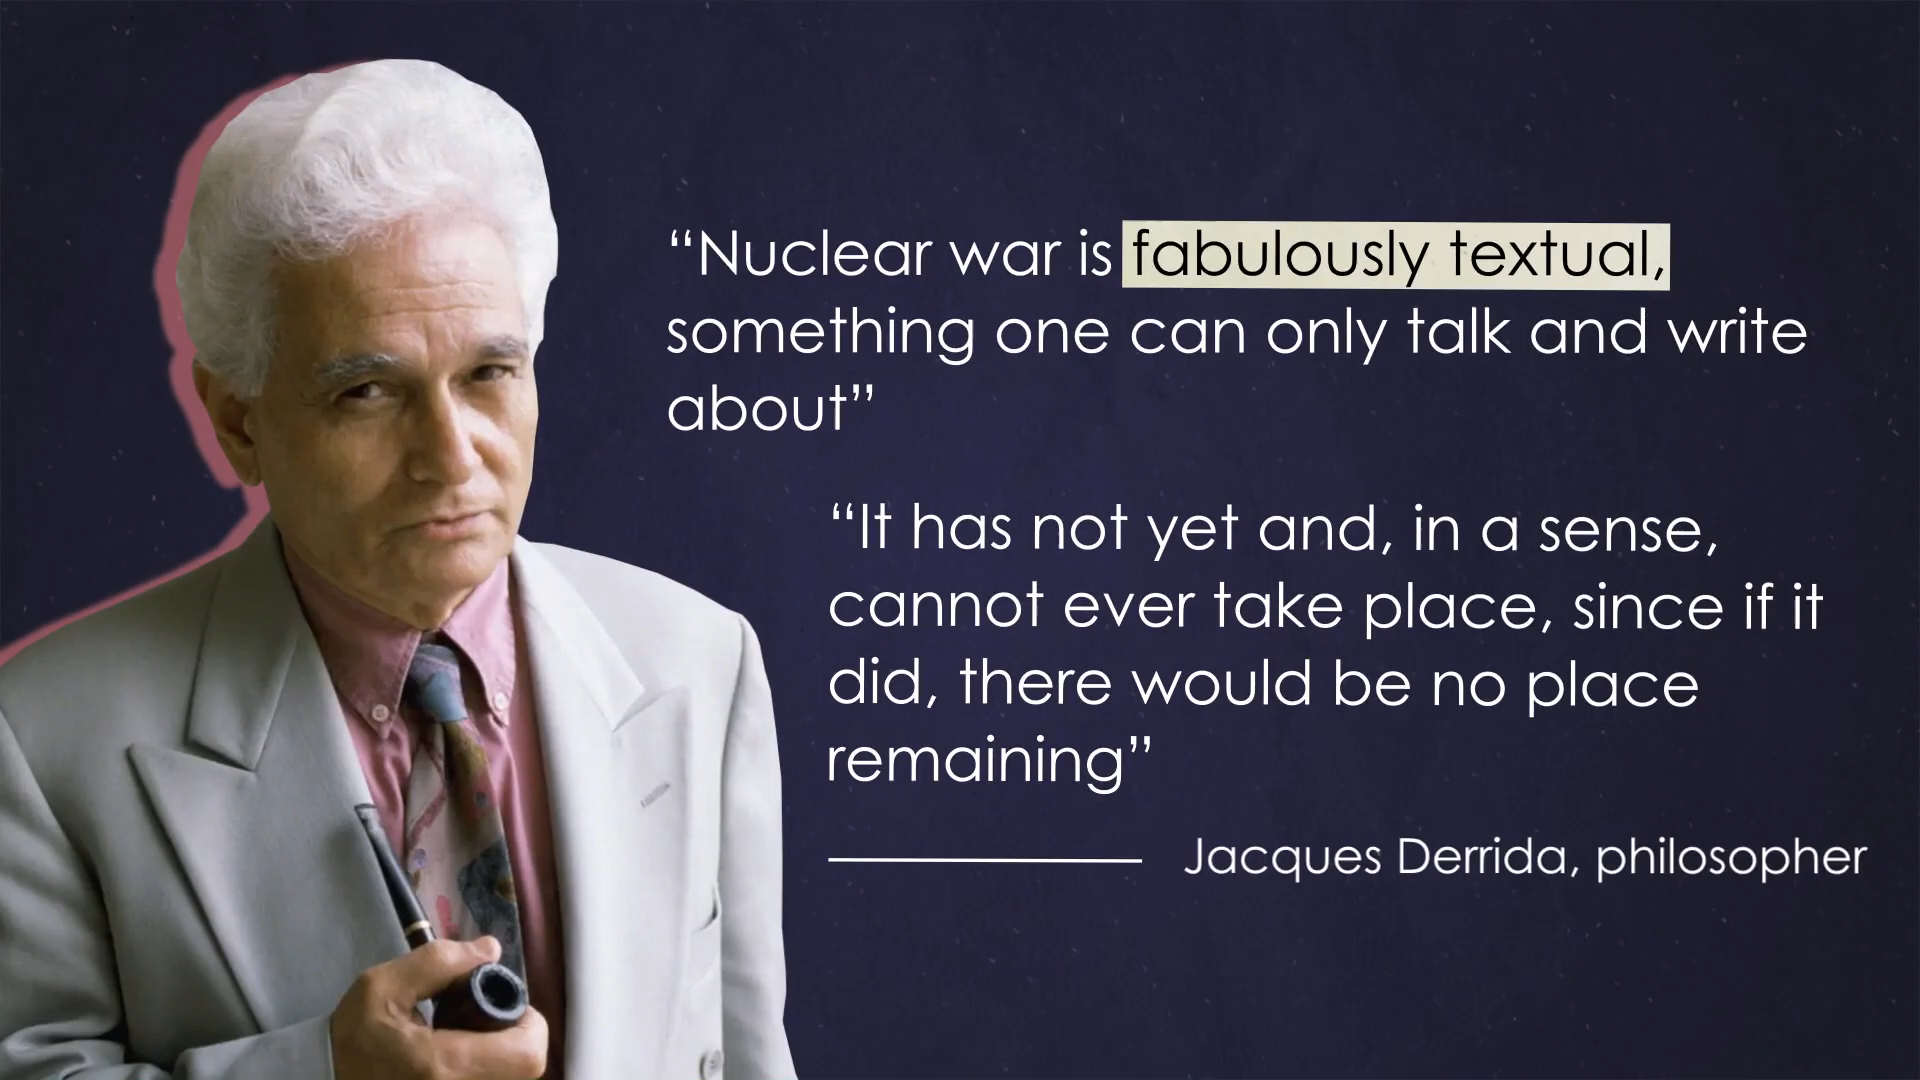 “Nuclear war is fabulously textual,
something one can only talk and write
about”
“It has not yet and, in a sense,
cannot ever take place, since if it
did, there would be no place
remaining”
Jacques Derrida, philosopher